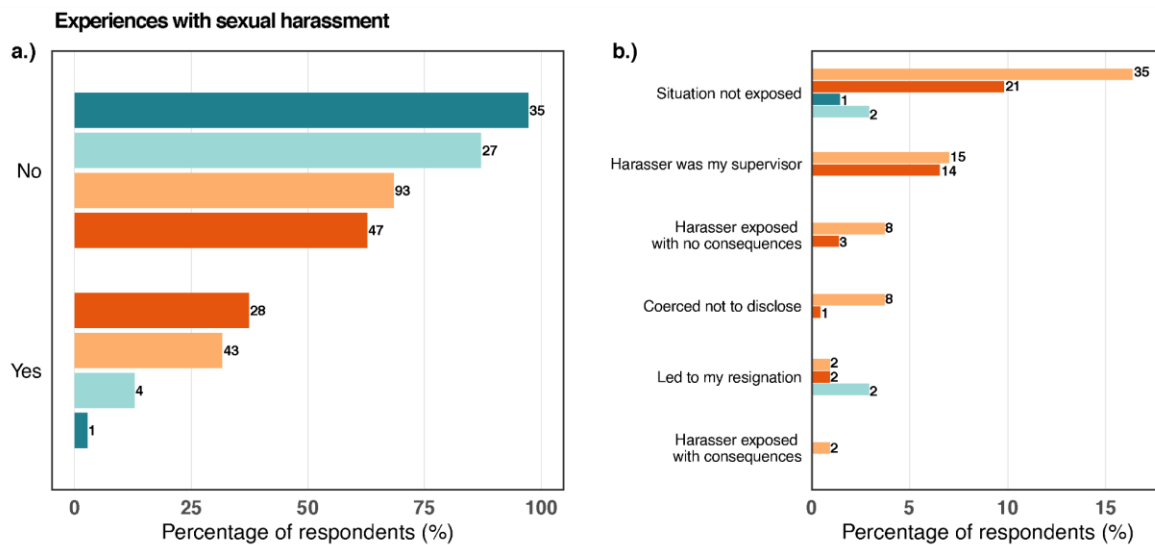 Experiences with sexual harassment
a.)
No
35
27
93
47
Yes
28
43
4
1
0 25 50 75 100
Percentage of respondents (%)
b.)
Situation not exposed
35
21
1
2
Harasser was my supervisor
15
14
Harasser exposed
with no consequences
8
3
Coerced not to disclose
8
1
Led to my resignation
2
2
2
Harasser exposed
with consequences
2
0 5 10 15
Percentage of respondents (%)